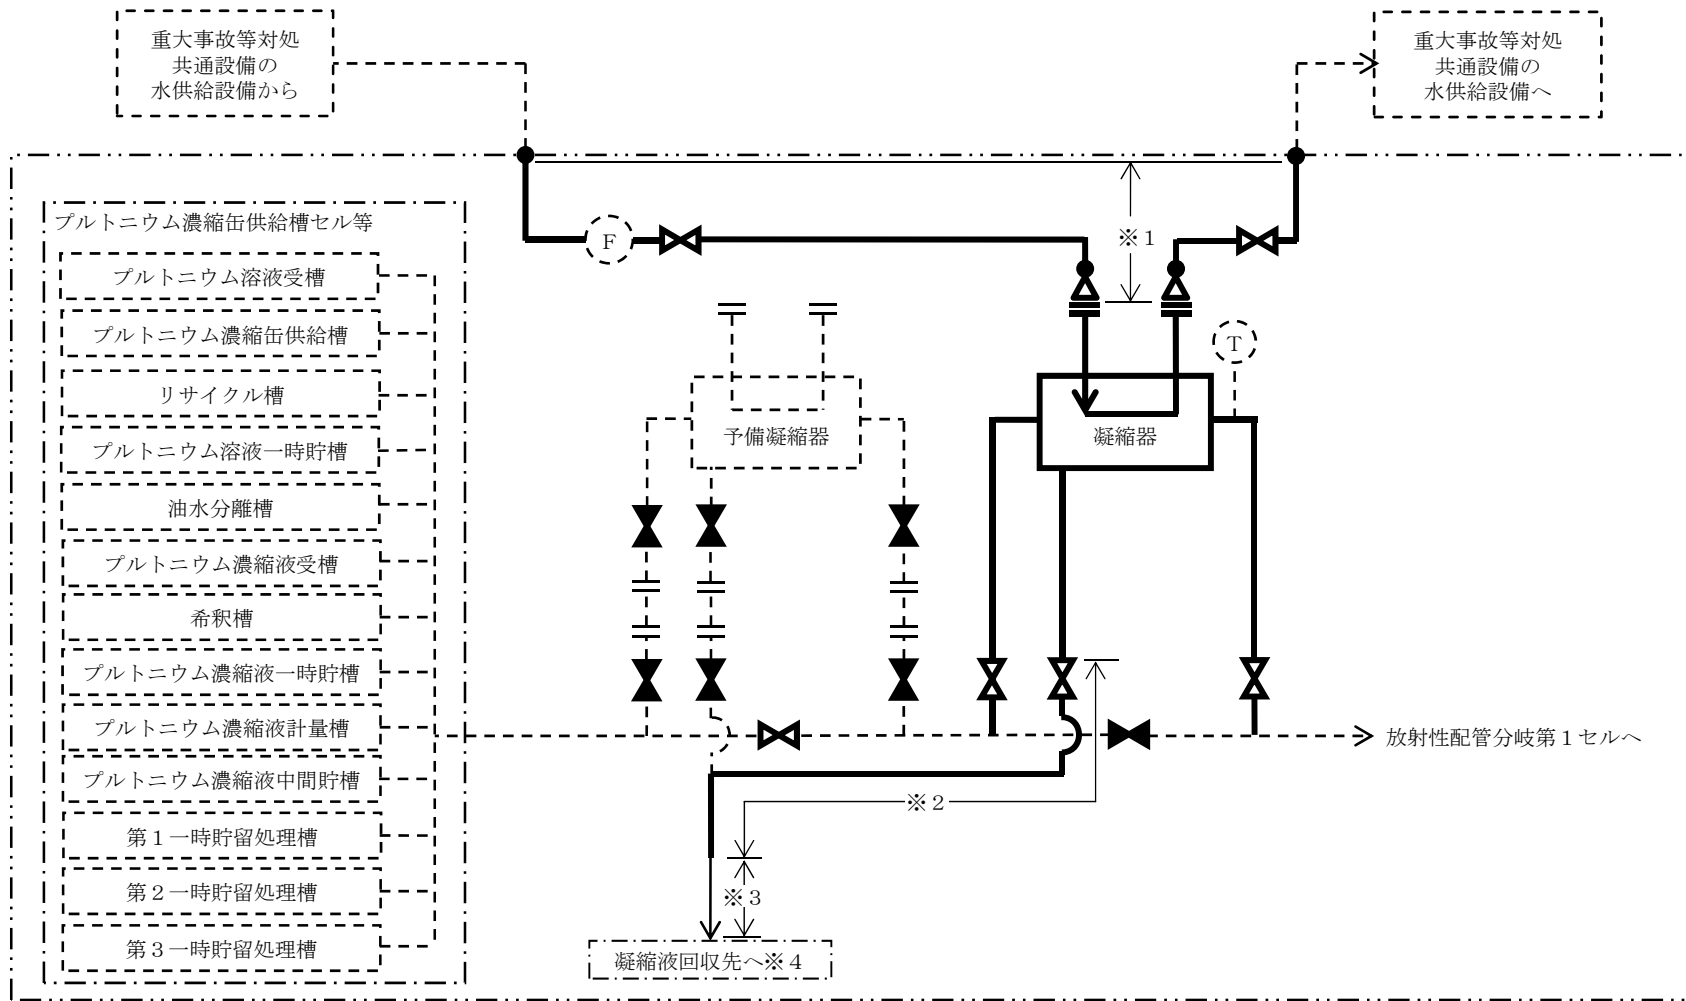 重大事故等対処
共通設備の
水供給設備から
重大事故等対処
共通設備の
水供給設備へ
プルトニウム濃縮缶供給槽セル等
プルトニウム溶液受槽
プルトニウム濃縮缶供給槽
リサイクル槽
プルトニウム溶液一時貯槽
油水分離槽
プルトニウム濃縮液受槽
希釈槽
プルトニウム濃縮液一時貯槽
プルトニウム濃縮液計量槽
プルトニウム濃縮液中間貯槽
第１一時貯留処理槽
第２一時貯留処理槽
第３一時貯留処理槽
F
※１
T
予備凝縮器
凝縮器
放射性配管分岐第１セルへ
※２
※３
凝縮液回収先へ※４